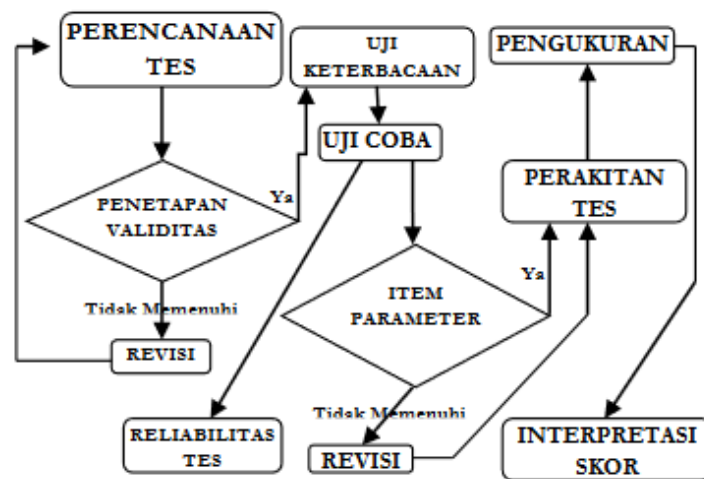 PERENCANAAN
TES
UJI
KETERBACAAN
PENGUKURAN
UJI COBA
PENETAPAN
VALIDITAS
Ya
PERAKITAN
TES
Tidak Memenuhi
REVISI
ITEM
PARAMETER
Ya
Tidak Memenuhi
RELIABILITAS
TES
REVISI
INTERPRETASI
SKOR